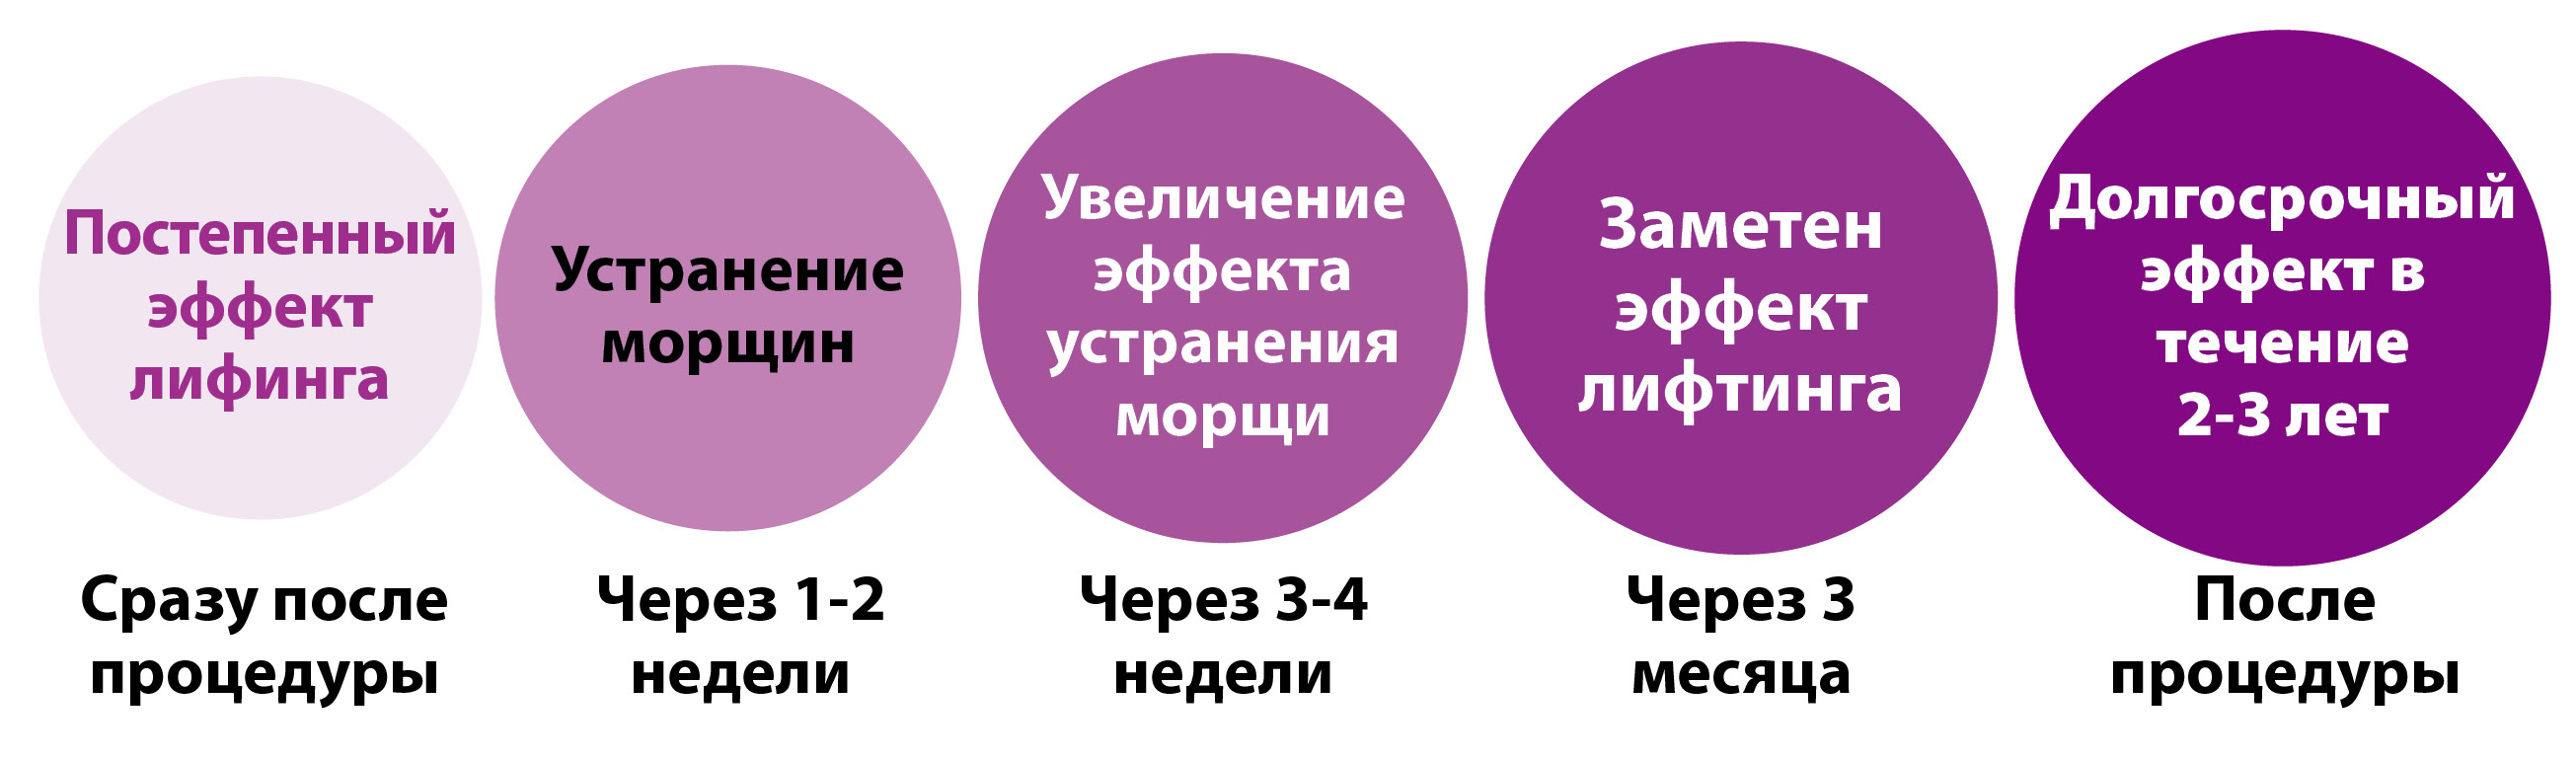 Постепенный
эффект
лифинга
Устранение
морщин
Увеличение
эффекта
устранения
морщи
Заметен
эффект
лифтинга
Долгосрочный
эффект в
течение
2-3 лет
Сразу после
процедуры
Через 1-2
недели
Через 3-4
недели
Через 3
месяца
После
процедуры